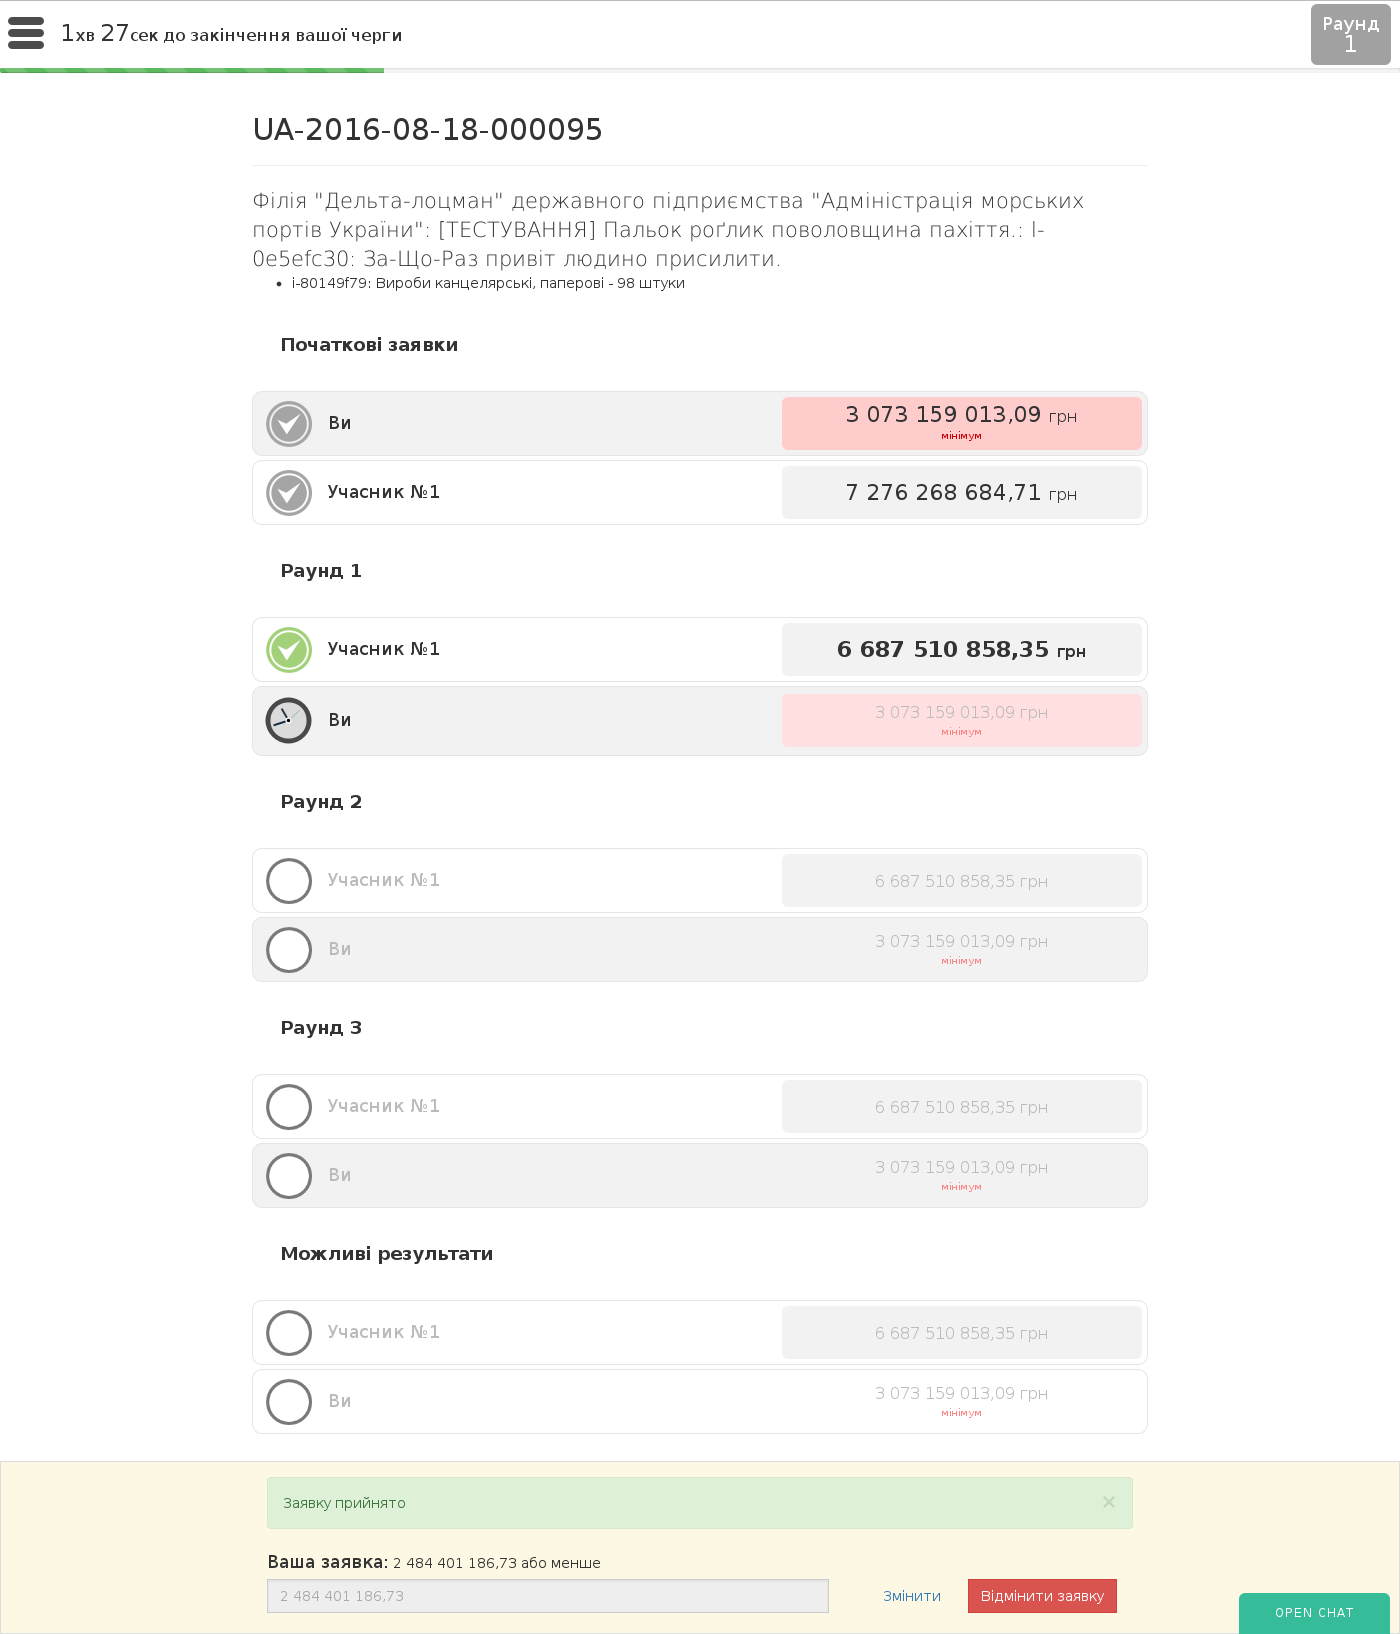 1хв 27сек до закінчення вашої черги
Раунд
1
UA-2016-08-18-000095
Філія "Дельта-лоцман" державного підприємства "Адміністрація морських
портів України": [ТЕСТУВАННЯ] Пальок роґлик поволовщина пахіття.: I-
0e5efc30: За-Що-Раз привіт людино присилити.
i-80149f79: Вироби канцелярські, паперові - 98 штуки
Початкові заявки
Ви
3 073 159 013,09 грн
мінімум
Учасник №1
7 276 268 684,71 грн
Раунд 1
Учасник №1
6 687 510 858,35 грн
Ви
3 073 159 013,09 грн
мінімум
Раунд 2
Учасник №1
6 687 510 858,35 грн
Ви
3 073 159 013,09 грн
мінімум
Раунд 3
Учасник №1
6 687 510 858,35 грн
Ви
3 073 159 013,09 грн
мінімум
Можливі результати
Учасник №1
6 687 510 858,35 грн
Ви
3 073 159 013,09 грн
мінімум
Заявку прийнято
×
Ваша заявка: 2 484 401 186,73 або менше
2 484 401 186,73
Змінити
Відмінити заявку
OPEN CHAT